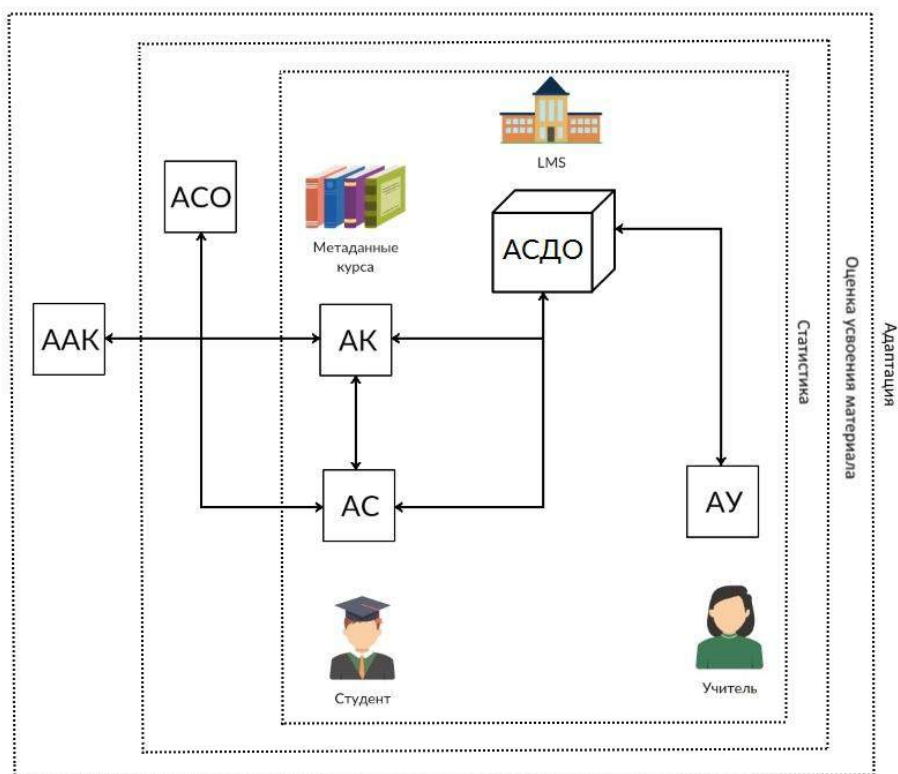 LMS
АСО
Метаданные
курса
АСДО
ААК
АК
АС
АУ
Студент
Учитель
Статистика
Оценка усвоения материала
Адаптация